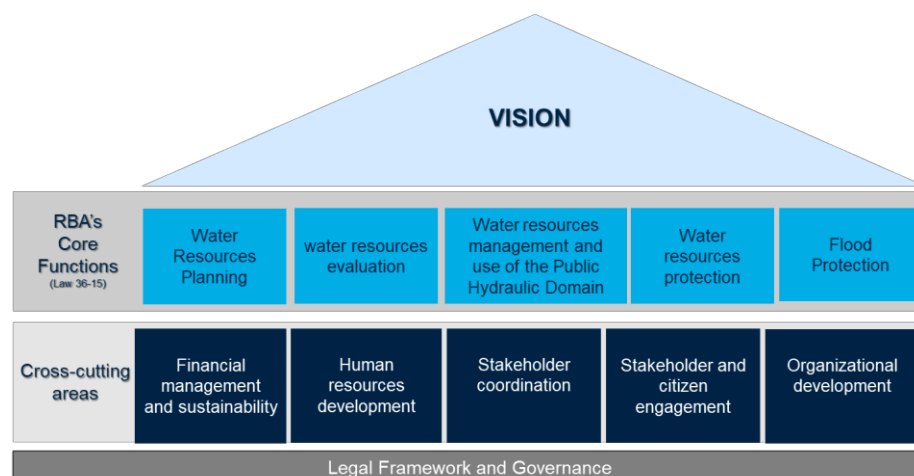 VISION
RBA's
Core
Functions
(Law 36-15)
Water
Resources
Planning
water resources
evaluation
Water resources
management and
use of the Public
Hydraulic Domain
Water
resources
protection
Flood
Protection
Cross-cutting
areas
Financial
management
and sustainability
Human
resources
development
Stakeholder
coordination
Stakeholder and
citizen
engagement
Organizational
development
Legal Framework and Governance